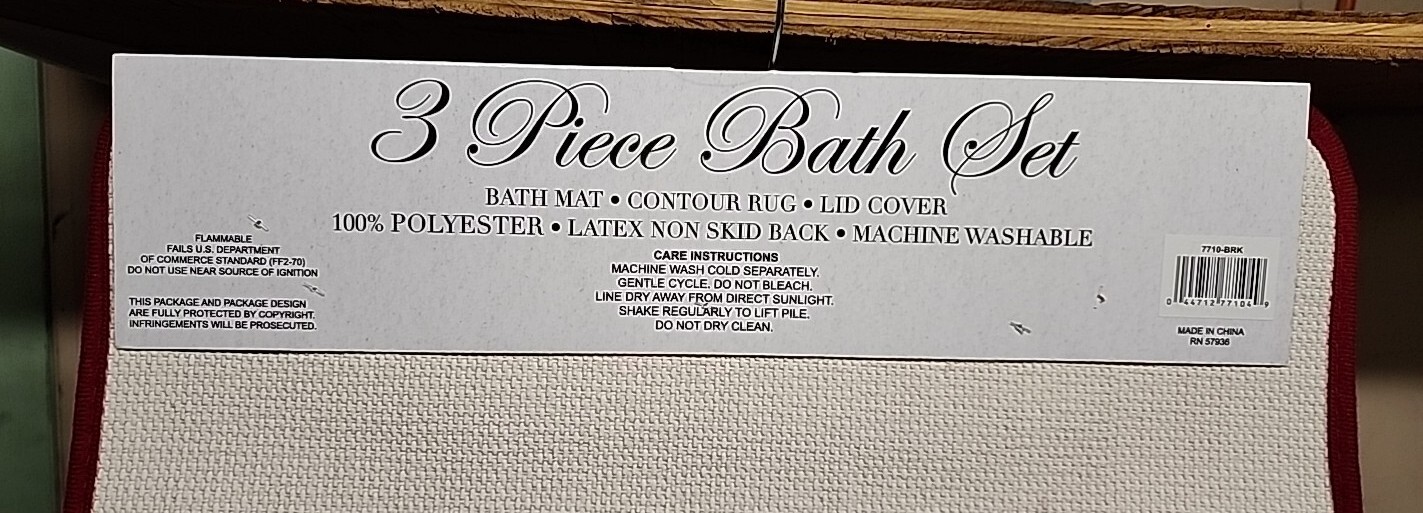 3 Piece Bath Set
BATH MAT • CONTOUR RUG • LID COVER
100% POLYESTER • LATEX NON SKID BACK • MACHINE WASHABLE
FLAMMABLE
FAILS U.S. DEPARTMENT
OF COMMERCE STANDARD (FF2-70)
DO NOT USE NEAR SOURCE OF IGNITION
THIS PACKAGE AND PACKAGE DESIGN
ARE FULLY PROTECTED BY COPYRIGHT.
INFRINGEMENTS WILL BE PROSECUTED.
CARE INSTRUCTIONS
MACHINE WASH COLD SEPARATELY.
GENTLE CYCLE. DO NOT BLEACH.
LINE DRY AWAY FROM DIRECT SUNLIGHT.
SHAKE REGULARLY TO LIFT PILE.
DO NOT DRY CLEAN.
7710-BRK
0 44712 77104 9
MADE IN CHINA
RN 57936